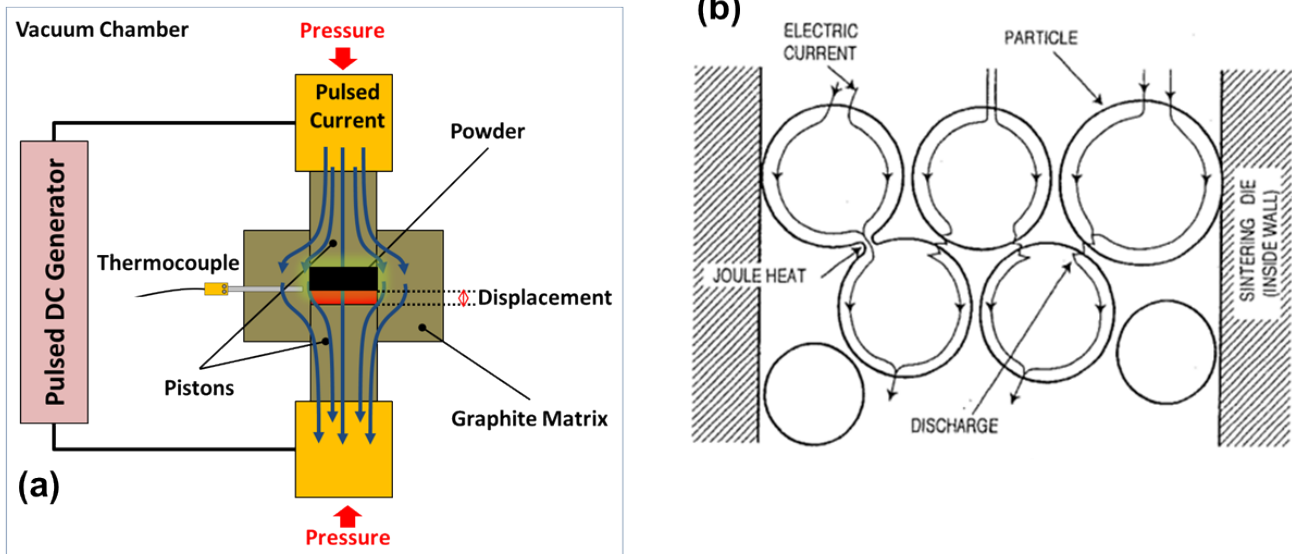 Vacuum Chamber
Pressure
Pulsed
Current
Powder
Pulsed DC Generator
Thermocouple
Displacement
Pistons
Graphite Matrix
(a)
Pressure
(b)
ELECTRIC
CURRENT
PARTICLE
JOULE HEAT
SINTERING DIE
(INSIDE WALL)
DISCHARGE